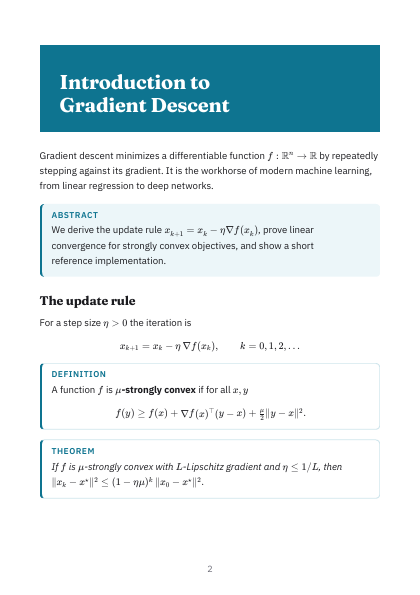 Introduction to
Gradient Descent
Gradient descent minimizes a differentiable function f : ℝⁿ → ℝ by repeatedly
stepping against its gradient. It is the workhorse of modern machine learning,
from linear regression to deep networks.
ABSTRACT
We derive the update rule xₖ₊₁ = xₖ − η∇f(xₖ), prove linear
convergence for strongly convex objectives, and show a short
reference implementation.
The update rule
For a step size η > 0 the iteration is
xₖ₊₁ = xₖ − η ∇f(xₖ),  k = 0, 1, 2, …
DEFINITION
A function f is μ-strongly convex if for all x, y
f(y) ≥ f(x) + ∇f(x)^⊤(y − x) + μ/2 ‖y − x‖².
THEOREM
If f is μ-strongly convex with L-Lipschitz gradient and η ≤ 1/L, then
‖xₖ − x*‖² ≤ (1 − ημ)ᵏ ‖x₀ − x*‖².
2